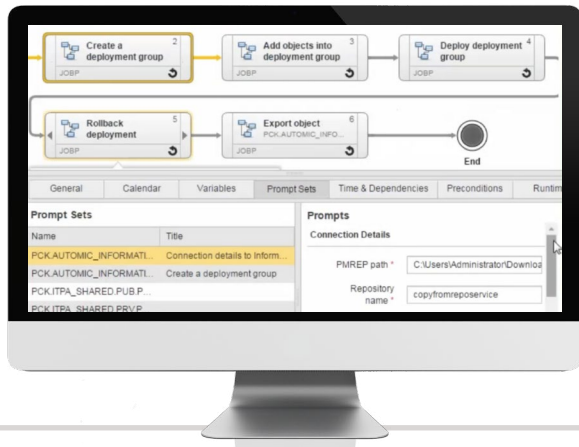 Create a deployment group
2
JOBP
Add objects into deployment group
3
JOBP
Deploy deployment group
4
JOBP
Rollback deployment
5
JOBP
Export object
6
PCK.AUTOMIC_INFO...
JOBP
End
General
Calendar
Variables
Prompt Sets
Time & Dependencies
Preconditions
Runtim
Prompt Sets
Name
Title
PCK.AUTOMIC_INFORMATI...
Connection details to Inform...
PCK.AUTOMIC_INFORMATI...
Create a deployment group
PCK.ITPA_SHARED.PUB.P...
PCK.ITPA_SHARED.PRV.P
Prompts
Connection Details
PMREP path *
C:\Users\Administrator\Downloa
Repository name *
copyfromreposervice